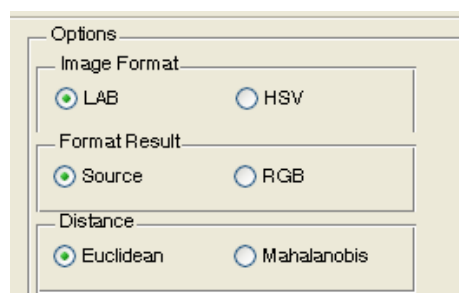 Options
Image Format
LAB HSV
Format Result
Source RGB
Distance
Euclidean Mahalanobis